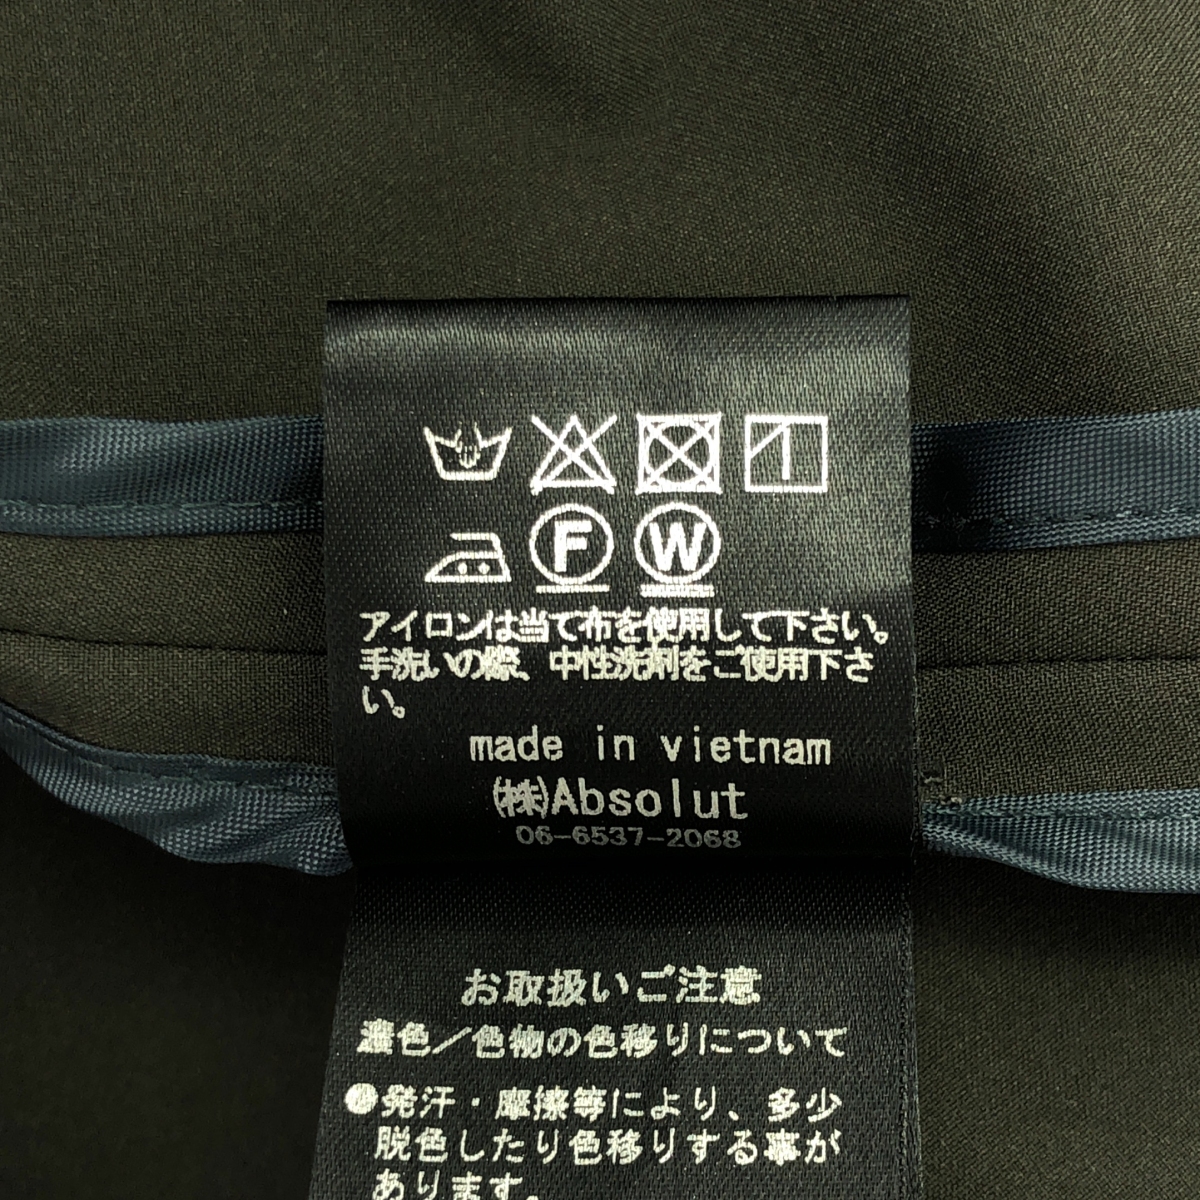 F W
アイロンは当て布を使用して下さい。
手洗いの際、中性洗剤をご使用下さ
い。
made in vietnam
㈱Absolut
06-6537-2068
お取扱いご注意
濃色／色物の色移りについて
●発汗・摩擦等により、多少
脱色したり色移りする事が
あります。